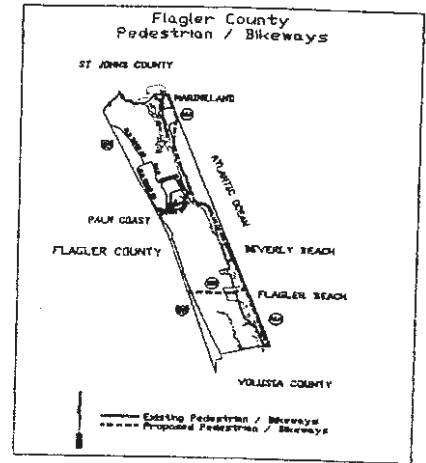 Flagler County
Pedestrian / Bikeways
ST JOHNS COUNTY
MARINELAND
ATLANTIC OCEAN
PALM COAST
FLAGLER COUNTY
BEVERLY BEACH
FLAGLER BEACH
VOLUSIA COUNTY
Existing Pedestrian / Bikeways
Proposed Pedestrian / Bikeways